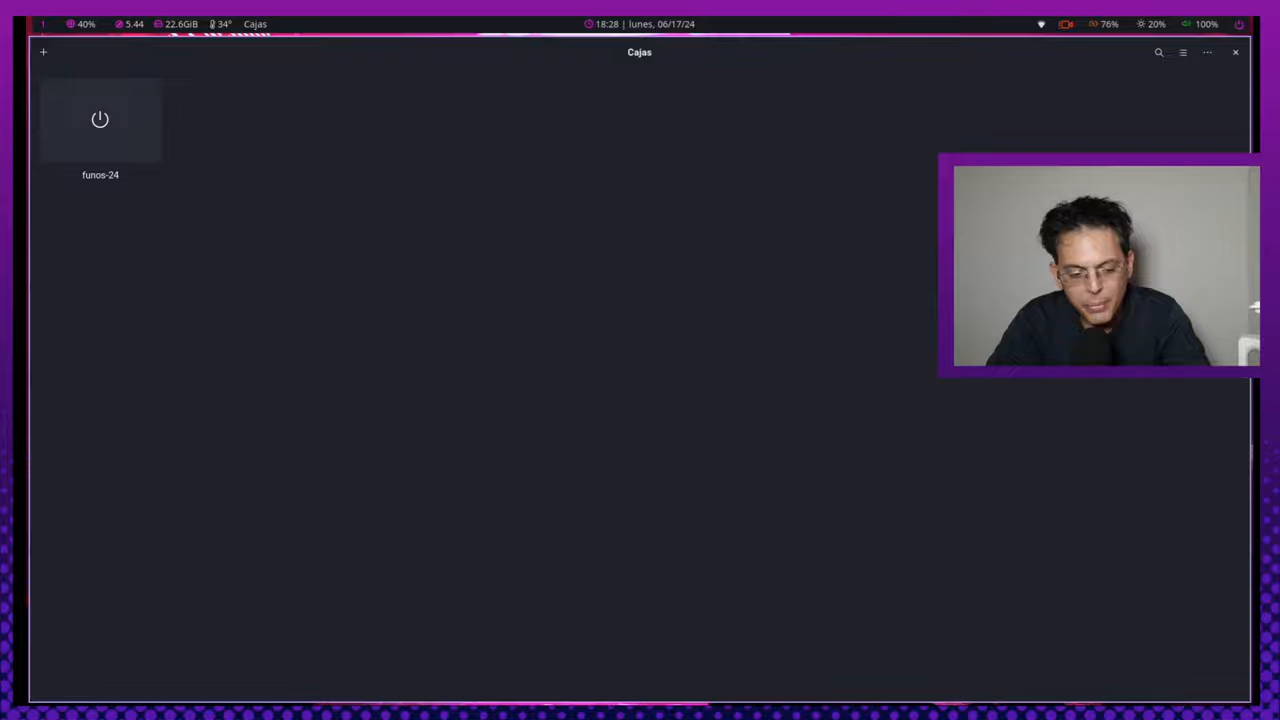 1 40% 5.44 22.6GiB 34° Cajas 18:28 | lunes, 06/17/24 76% 20% 100%
Cajas
funos-24